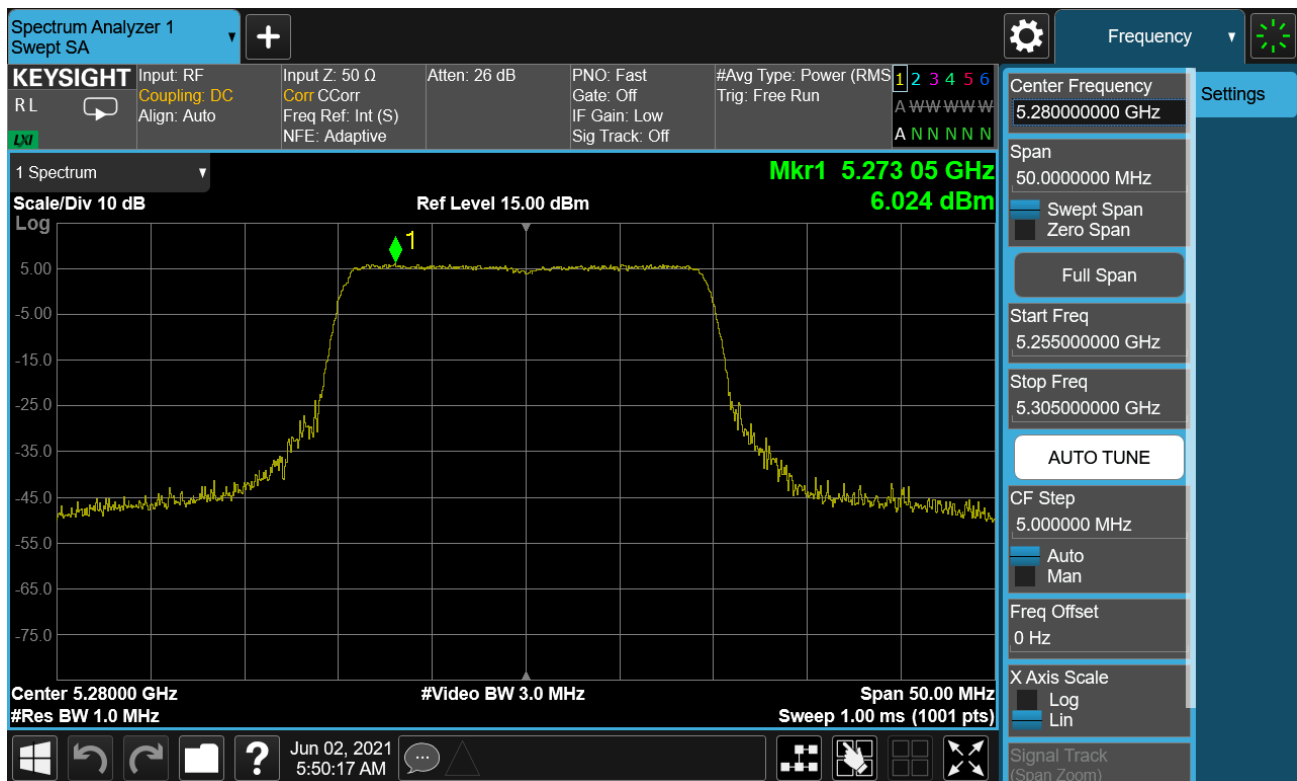 Spectrum Analyzer 1
Swept SA
+
Frequency
KEYSIGHT
R L
LXI
Input: RF
Coupling: DC
Align: Auto
Input Z: 50 Ω
Corr CCorr
Freq Ref: Int (S)
NFE: Adaptive
Atten: 26 dB
PNO: Fast
Gate: Off
IF Gain: Low
Sig Track: Off
#Avg Type: Power (RMS
Trig: Free Run
1 2 3 4 5 6
A W W W W W
A N N N N N
1 Spectrum
Scale/Div 10 dB
Log
Ref Level 15.00 dBm
Mkr1 5.273 05 GHz
6.024 dBm
1
5.00
-5.00
-15.0
-25.0
-35.0
-45.0
-55.0
-65.0
-75.0
Center 5.28000 GHz
#Res BW 1.0 MHz
#Video BW 3.0 MHz
Span 50.00 MHz
Sweep 1.00 ms (1001 pts)
?
Jun 02, 2021
5:50:17 AM
Center Frequency
5.280000000 GHz
Span
50.0000000 MHz
Swept Span
Zero Span
Full Span
Start Freq
5.255000000 GHz
Stop Freq
5.305000000 GHz
AUTO TUNE
CF Step
5.000000 MHz
Auto
Man
Freq Offset
0 Hz
X Axis Scale
Log
Lin
Signal Track
(Span Zoom)
Settings